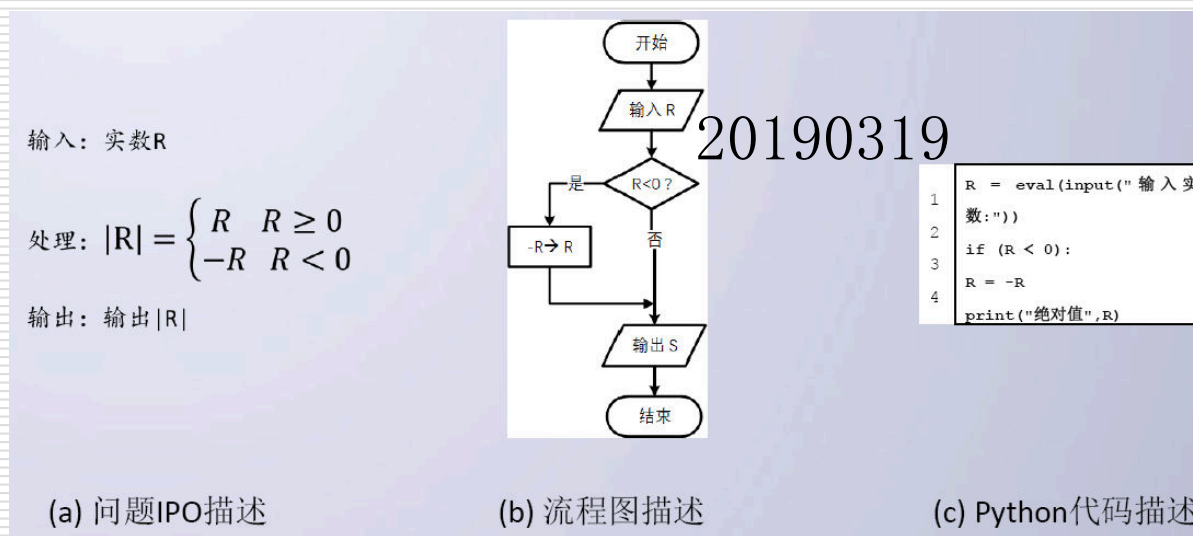 输入: 实数R
处理: |R| = { R R ≥ 0
−R R < 0
输出: 输出|R|
开始
输入 R
R<0 ?
是
否
-R→ R
输出 S
结束
20190319
1
2
3
4
R = eval(input("输入实
数:"))
if (R < 0):
R = -R
print("绝对值",R)
(a) 问题IPO描述
(b) 流程图描述
(c) Python代码描述